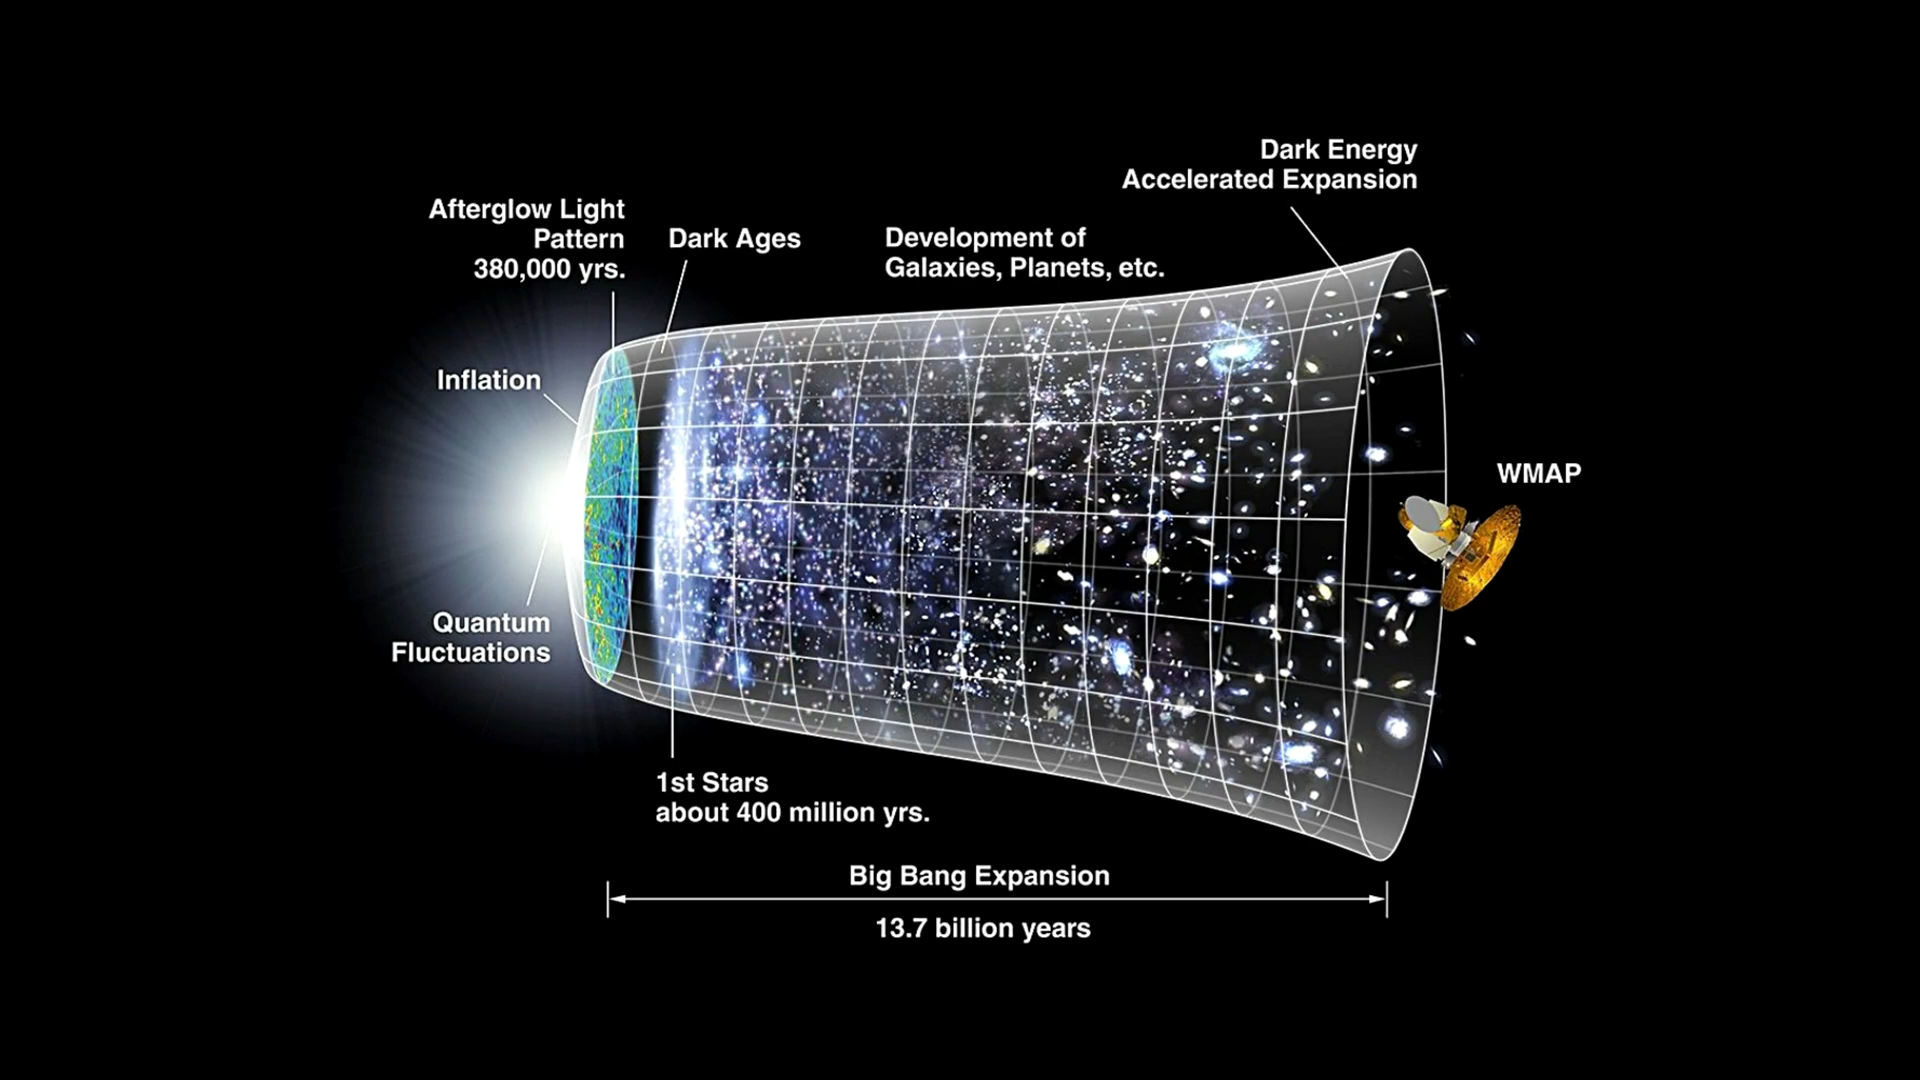 Dark Energy
Accelerated Expansion
Afterglow Light
Pattern
380,000 yrs.
Dark Ages
Development of
Galaxies, Planets, etc.
Inflation
WMAP
Quantum
Fluctuations
1st Stars
about 400 million yrs.
Big Bang Expansion
13.7 billion years